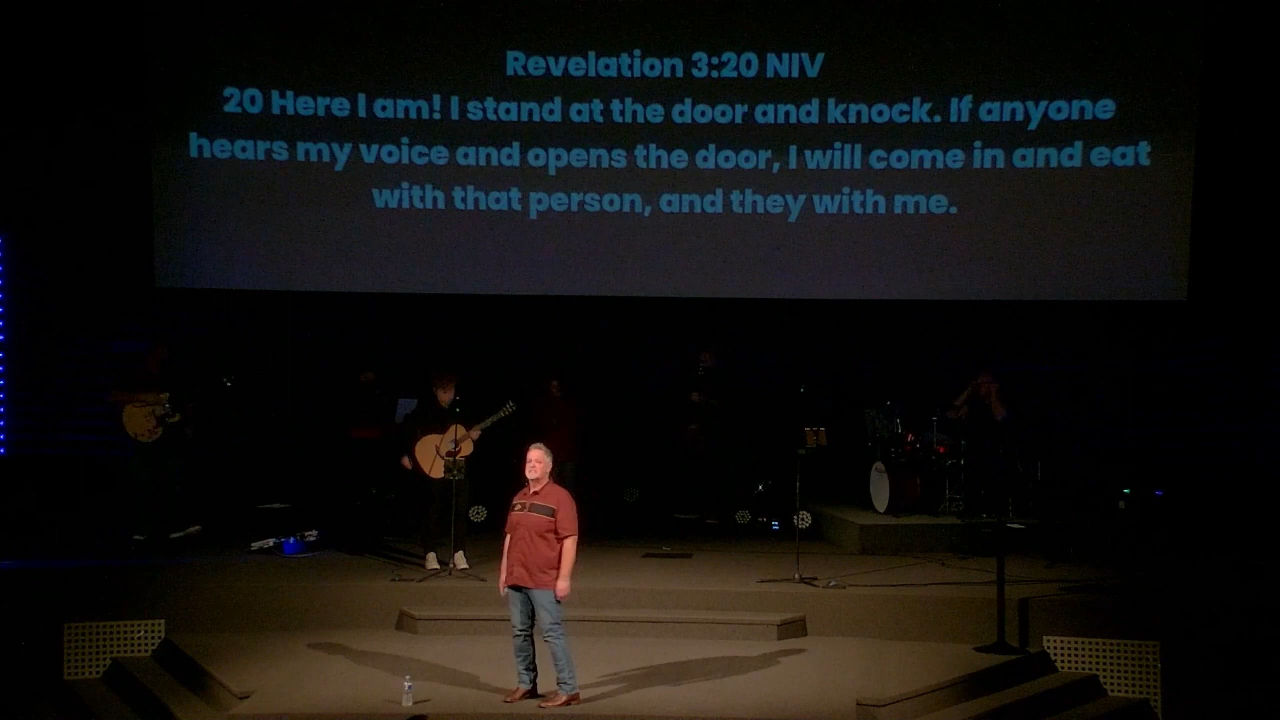 Revelation 3:20 NIV
20 Here I am! I stand at the door and knock. If anyone
hears my voice and opens the door, I will come in and eat
with that person, and they with me.